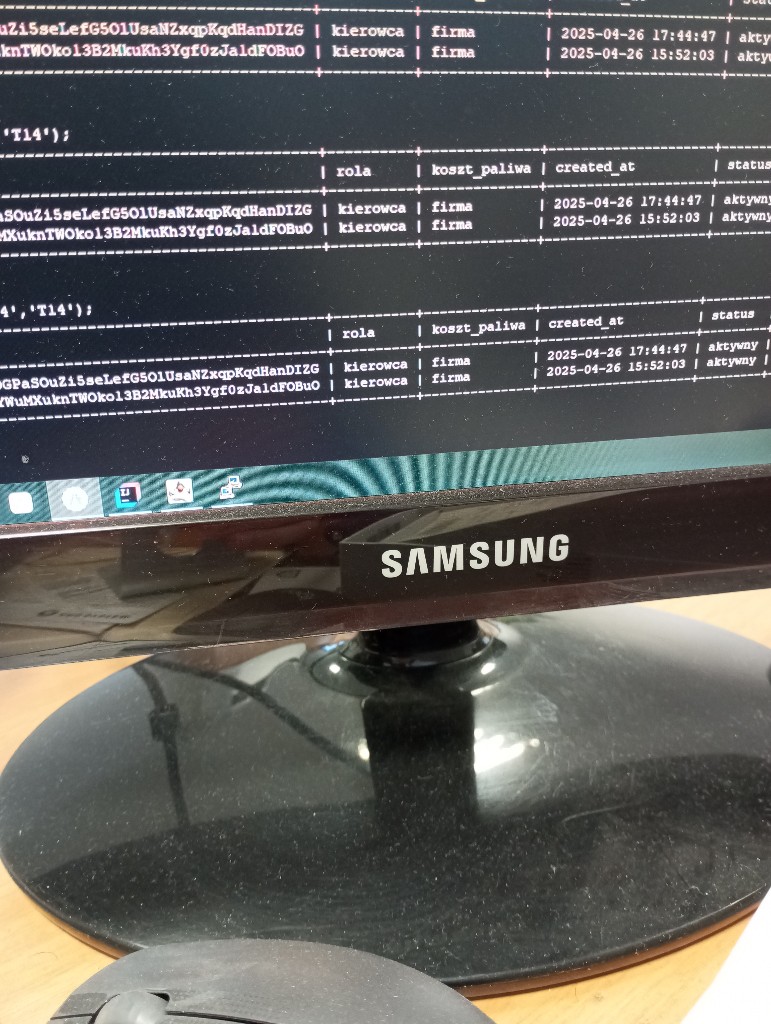 uZi5seLefG5OlUsaNZxqpKqdHanDIZG | kierowca | firma | 2025-04-26 17:44:47 | akty
knTWOkol3B2MkuKh3Ygf0zJaldFOBuO | kierowca | firma | 2025-04-26 15:52:03 | akty
,'T14');
| rola | koszt_paliwa | created_at | status
aSOuZi5seLefG5OlUsaNZxqpKqdHanDIZG | kierowca | firma | 2025-04-26 17:44:47 | aktywny
MXuknTWOkol3B2MkuKh3Ygf0zJaldFOBuO | kierowca | firma | 2025-04-26 15:52:03 | aktywny
4','T14');
| rola | koszt_paliwa | created_at | status
GPaSOuZi5seLefG5OlUsaNZxqpKqdHanDIZG | kierowca | firma | 2025-04-26 17:44:47 | aktywny |
YWuMXuknTWOkol3B2MkuKh3Ygf0zJaldFOBuO | kierowca | firma | 2025-04-26 15:52:03 | aktywny |
SAMSUNG